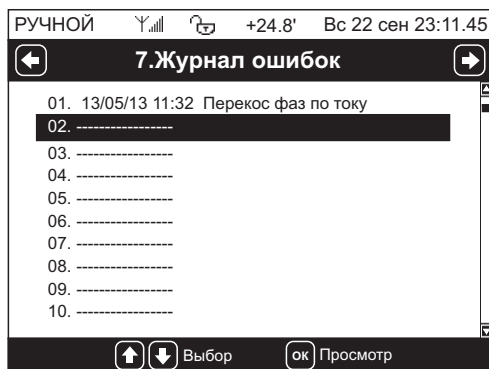 РУЧНОЙ +24.8' Вс 22 сен 23:11.45
7.Журнал ошибок
01. 13/05/13 11:32 Перекос фаз по току
02. -----------------
03. -----------------
04. -----------------
05. -----------------
06. -----------------
07. -----------------
08. -----------------
09. -----------------
10. -----------------
Выбор ок Просмотр